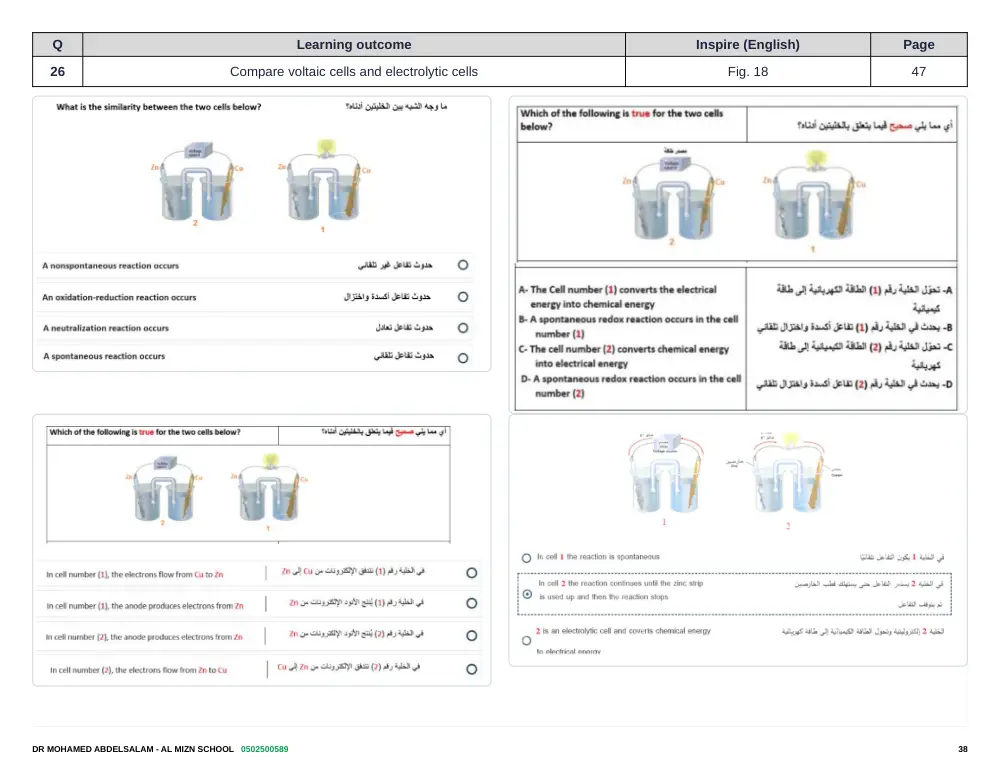 Q Learning outcome Inspire (English) Page
26 Compare voltaic cells and electrolytic cells Fig. 18 47
What is the similarity between the two cells below? ما وجه الشبه بين الخليتين أدناه؟
Zn Cu Zn Cu
2 1
A nonspontaneous reaction occurs حدوث تفاعل غير تلقائي
An oxidation-reduction reaction occurs حدوث تفاعل أكسدة واختزال
A neutralization reaction occurs حدوث تفاعل تعادل
A spontaneous reaction occurs حدوث تفاعل تلقائي
Which of the following is true for the two cells
below? أي مما يلي صحيح فيما يتعلق بالخليتين أدناه؟
مصدر طاقة
Zn Cu Zn Cu
2 1
A- The Cell number (1) converts the electrical
energy into chemical energy
B- A spontaneous redox reaction occurs in the cell
number (1)
C- The cell number (2) converts chemical energy
into electrical energy
D- A spontaneous redox reaction occurs in the cell
number (2)
A- تحوّل الخلية رقم (1) الطاقة الكهربائية إلى طاقة
كيميائية
B- يحدث في الخلية رقم (1) تفاعل أكسدة واختزال تلقائي
C- تحوّل الخلية رقم (2) الطاقة الكيميائية إلى طاقة
كهربائية
D- يحدث في الخلية رقم (2) تفاعل أكسدة واختزال تلقائي
Which of the following is true for the two cells below? أي مما يلي صحيح فيما يتعلق بالخليتين أدناه؟
Zn Cu Zn Cu
2 1
In cell number (1), the electrons flow from Cu to Zn في الخلية رقم (1) تتدفق الإلكترونات من Cu إلى Zn
In cell number (1), the anode produces electrons from Zn في الخلية رقم (1) يُنتج الأنود الإلكترونات من Zn
In cell number (2), the anode produces electrons from Zn في الخلية رقم (2) يُنتج الأنود الإلكترونات من Zn
In cell number (2), the electrons flow from Zn to Cu في الخلية رقم (2) تتدفق الإلكترونات من Zn إلى Cu
1 2
In cell 1 the reaction is spontaneous في الخلية 1 يكون التفاعل تلقائيًا
In cell 2 the reaction continues until the zinc strip في الخلية 2 يستمر التفاعل حتى يستهلك قطب الخارصين
is used up and then the reaction stops ثم يتوقف التفاعل
2 is an electrolytic cell and coverts chemical energy الخلية 2 إلكتروليتية وتحول الطاقة الكيميائية إلى طاقة كهربائية
to electrical energy
DR MOHAMED ABDELSALAM - AL MIZN SCHOOL 0502500589 38